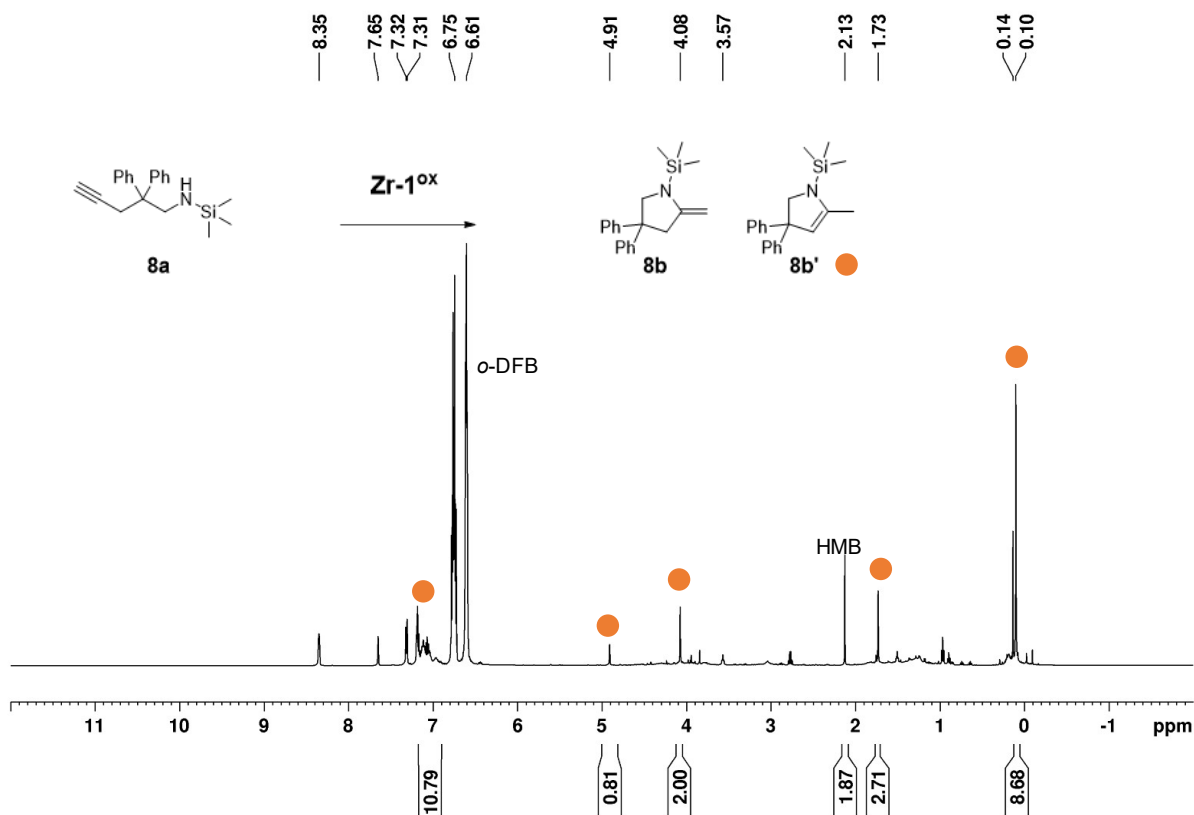 8.35 7.65 7.32 7.31 6.75 6.61 4.91 4.08 3.57 2.13 1.73 0.14 0.10
Ph Ph H N Si
8a
Zr-1ox
Si N Ph Ph
8b
Si N Ph Ph
8b'
o-DFB
HMB
11 10 9 8 7 6 5 4 3 2 1 0 -1 ppm
10.79 0.81 2.00 1.87 2.71 8.68